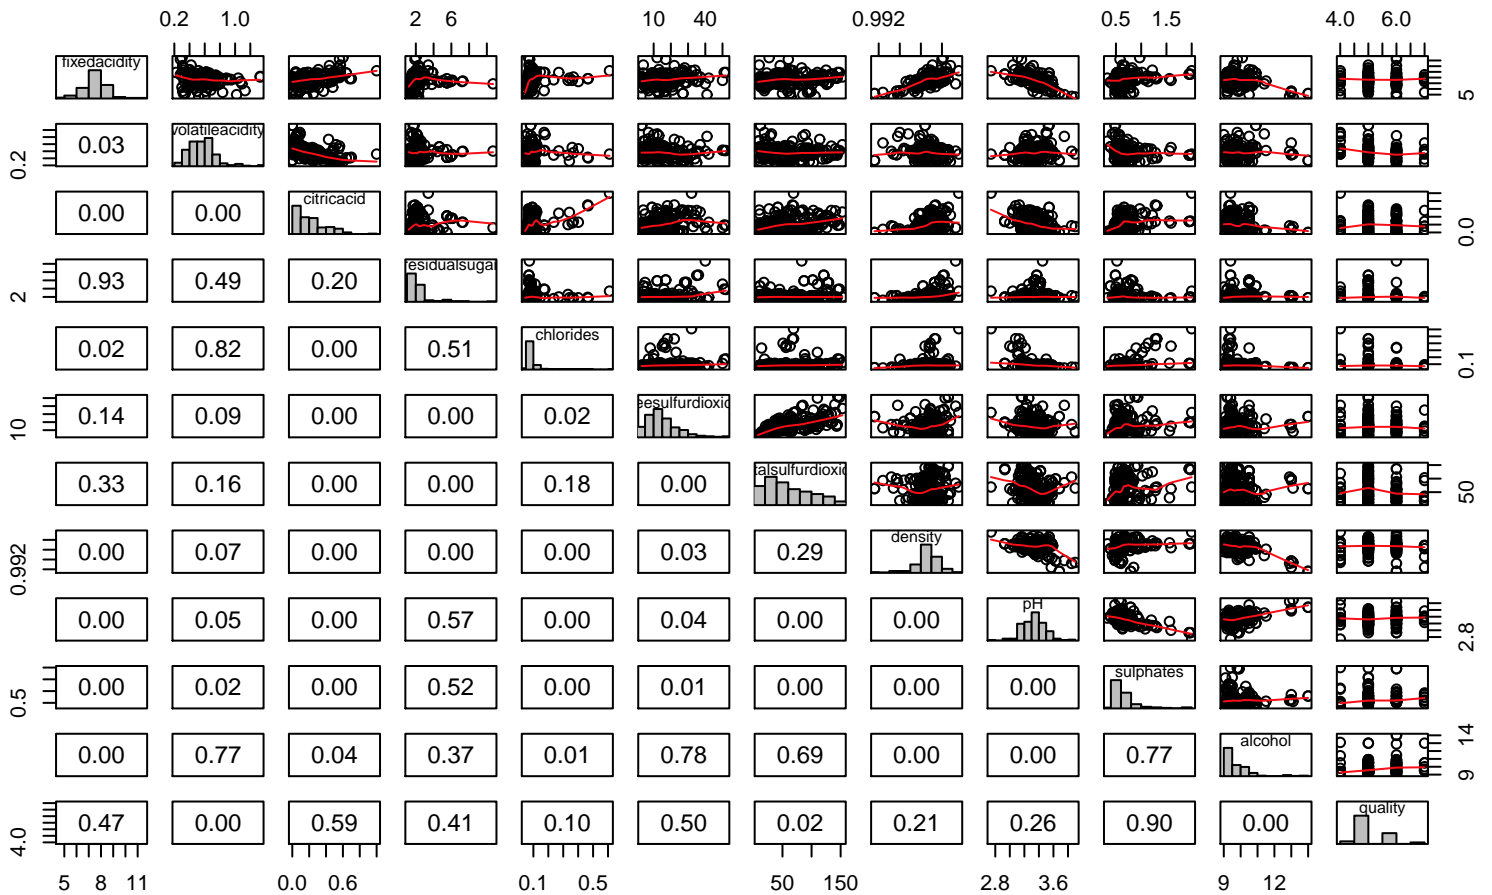 0.2 1.0 2 6 10 40 0.992 0.5 1.5 4.0 6.0
fixedacidity 5
0.2 0.03 volatileacidity
0.00 0.00 citricacid 0.0
2 0.93 0.49 0.20 residualsugar
0.02 0.82 0.00 0.51 chlorides 0.1
10 0.14 0.09 0.00 0.00 0.02 eesulfurdioxid
0.33 0.16 0.00 0.00 0.18 0.00 talsulfurdioxid 50
0.992 0.00 0.07 0.00 0.00 0.00 0.03 0.29 density
0.00 0.05 0.00 0.57 0.00 0.04 0.00 0.00 pH 2.8
0.5 0.00 0.02 0.00 0.52 0.00 0.01 0.00 0.00 0.00 sulphates
0.00 0.77 0.04 0.37 0.01 0.78 0.69 0.00 0.00 0.77 alcohol 9 14
4.0 0.47 0.00 0.59 0.41 0.10 0.50 0.02 0.21 0.26 0.90 0.00 quality
5 8 11 0.0 0.6 0.1 0.5 50 150 2.8 3.6 9 12